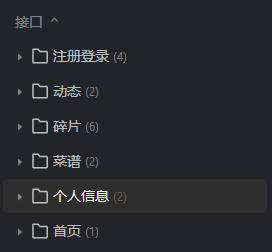 接口
注册登录 (4)
动态 (2)
碎片 (6)
菜谱 (2)
个人信息 (2)
首页 (1)